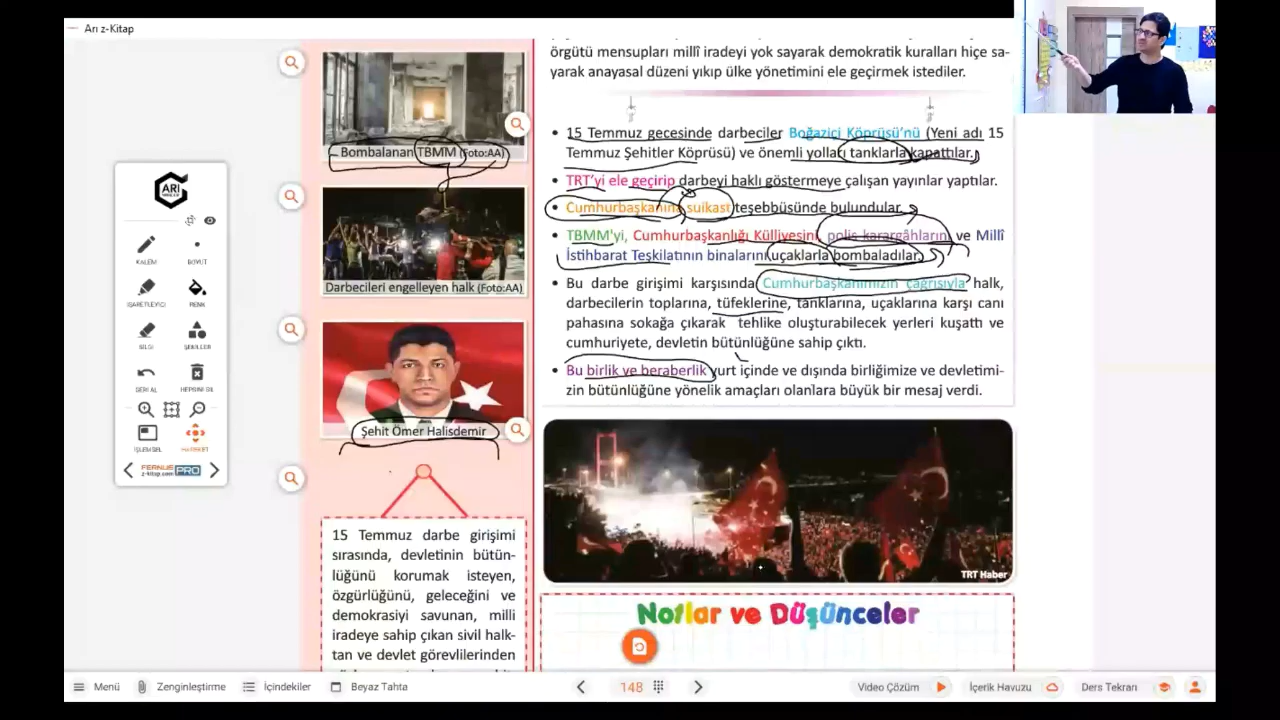 Arı z-Kitap
örgütü mensupları millî iradeyi yok sayarak demokratik kuralları hiçe sa-
yarak anayasal düzeni yıkıp ülke yönetimini ele geçirmek istediler.
Bombalanan TBMM (Foto:AA)
Darbecileri engelleyen halk (Foto:AA)
Şehit Ömer Halisdemir
15 Temmuz darbe girişimi
sırasında, devletinin bütün-
lüğünü korumak isteyen,
özgürlüğünü, geleceğini ve
demokrasiyi savunan, milli
iradeye sahip çıkan sivil halk-
tan ve devlet görevlilerinden
• 15 Temmuz gecesinde darbeciler Boğaziçi Köprüsü'nü (Yeni adı 15
Temmuz Şehitler Köprüsü) ve önemli yolları tanklarla kapattılar.
• TRT'yi ele geçirip darbeyi haklı göstermeye çalışan yayınlar yaptılar.
• Cumhurbaşkanına suikast teşebbüsünde bulundular.
• TBMM'yi, Cumhurbaşkanlığı Külliyesini, polis karargâhlarını ve Millî
İstihbarat Teşkilatının binalarını uçaklarla bombaladılar.
• Bu darbe girişimi karşısında Cumhurbaşkanımızın çağrısıyla halk,
darbecilerin toplarına, tüfeklerine, tanklarına, uçaklarına karşı canı
pahasına sokağa çıkarak tehlike oluşturabilecek yerleri kuşattı ve
cumhuriyete, devletin bütünlüğüne sahip çıktı.
• Bu birlik ve beraberlik yurt içinde ve dışında birliğimize ve devletimi-
zin bütünlüğüne yönelik amaçları olanlara büyük bir mesaj verdi.
TRT Haber
Notlar ve Düşünceler
ARI
KALEM
BOYUT
İŞARETLEYİCİ
RENK
SİLGİ
ŞEKİLLER
GERİ AL
HEPSİNİ SİL
İŞLEM SEÇ
HAREKET
FERNUS PRO
z-kitap.com
Menü
Zenginleştirme
İçindekiler
Beyaz Tahta
148
Video Çözüm
İçerik Havuzu
Ders Tekrarı